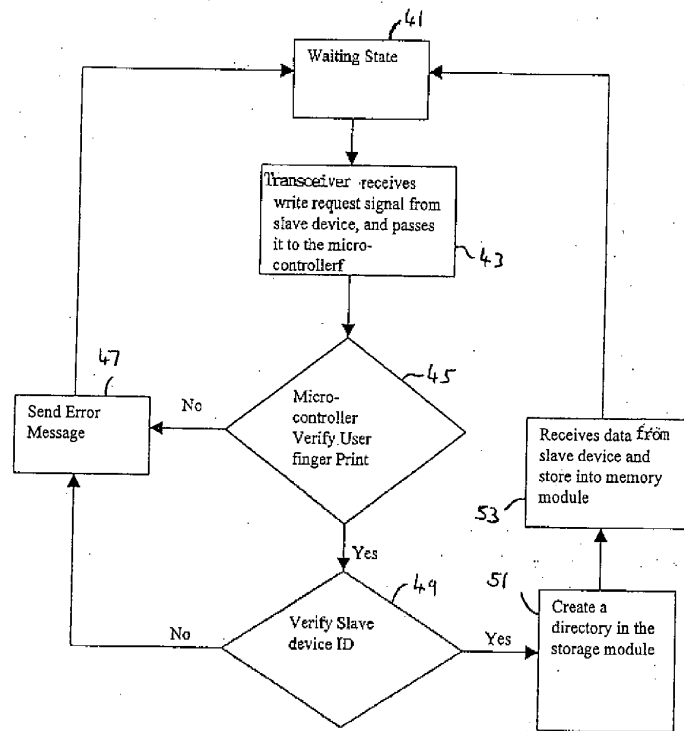 41
Waiting State
Transceiver receives
write request signal from
slave device, and passes
it to the micro-
controllerf
43
47
45
No
Send Error
Message
Micro-
controller
Verify User
finger Print
Receives data from
slave device and
store into memory
module
53
Yes
49
51
No
Verify Slave
device ID
Yes
Create a
directory in the
storage module